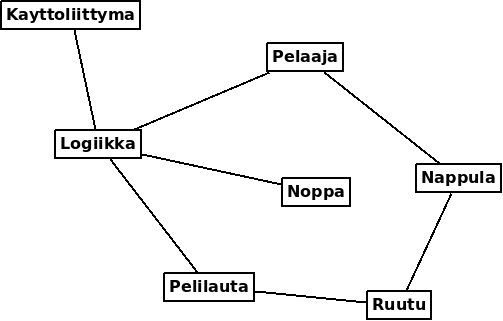 Kayttoliittyma
Pelaaja
Logiikka
Nappula
Noppa
Pelilauta
Ruutu